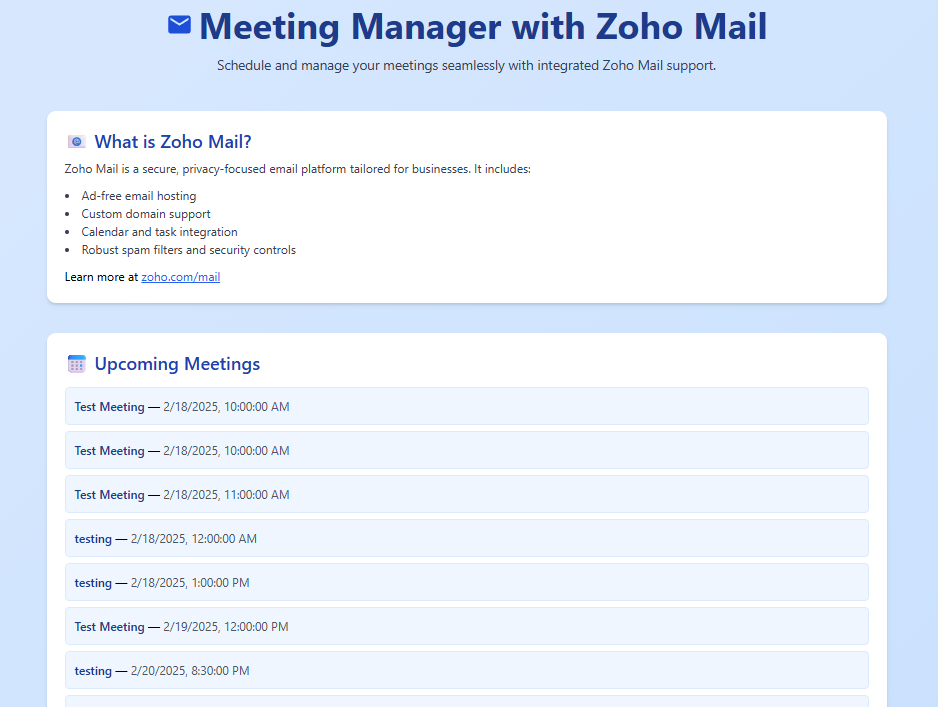 Meeting Manager with Zoho Mail
Schedule and manage your meetings seamlessly with integrated Zoho Mail support.
What is Zoho Mail?
Zoho Mail is a secure, privacy-focused email platform tailored for businesses. It includes:
• Ad-free email hosting
• Custom domain support
• Calendar and task integration
• Robust spam filters and security controls
Learn more at zoho.com/mail
Upcoming Meetings
Test Meeting — 2/18/2025, 10:00:00 AM
Test Meeting — 2/18/2025, 10:00:00 AM
Test Meeting — 2/18/2025, 11:00:00 AM
testing — 2/18/2025, 12:00:00 AM
testing — 2/18/2025, 1:00:00 PM
Test Meeting — 2/19/2025, 12:00:00 PM
testing — 2/20/2025, 8:30:00 PM